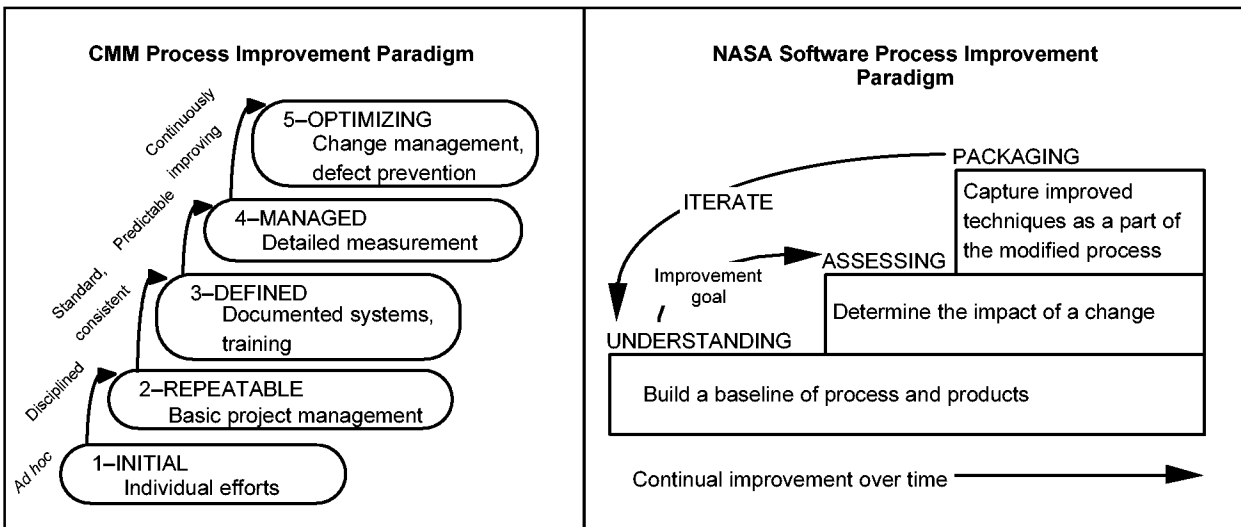 CMM Process Improvement Paradigm
Continuously
improving
5–OPTIMIZING
Change management,
defect prevention
Predictable
4–MANAGED
Detailed measurement
Standard,
consistent
3–DEFINED
Documented systems,
training
Disciplined
2–REPEATABLE
Basic project management
Ad hoc
1–INITIAL
Individual efforts
NASA Software Process Improvement
Paradigm
PACKAGING
Capture improved
techniques as a part of
the modified process
ITERATE
ASSESSING
Improvement
goal
Determine the impact of a change
UNDERSTANDING
Build a baseline of process and products
Continual improvement over time